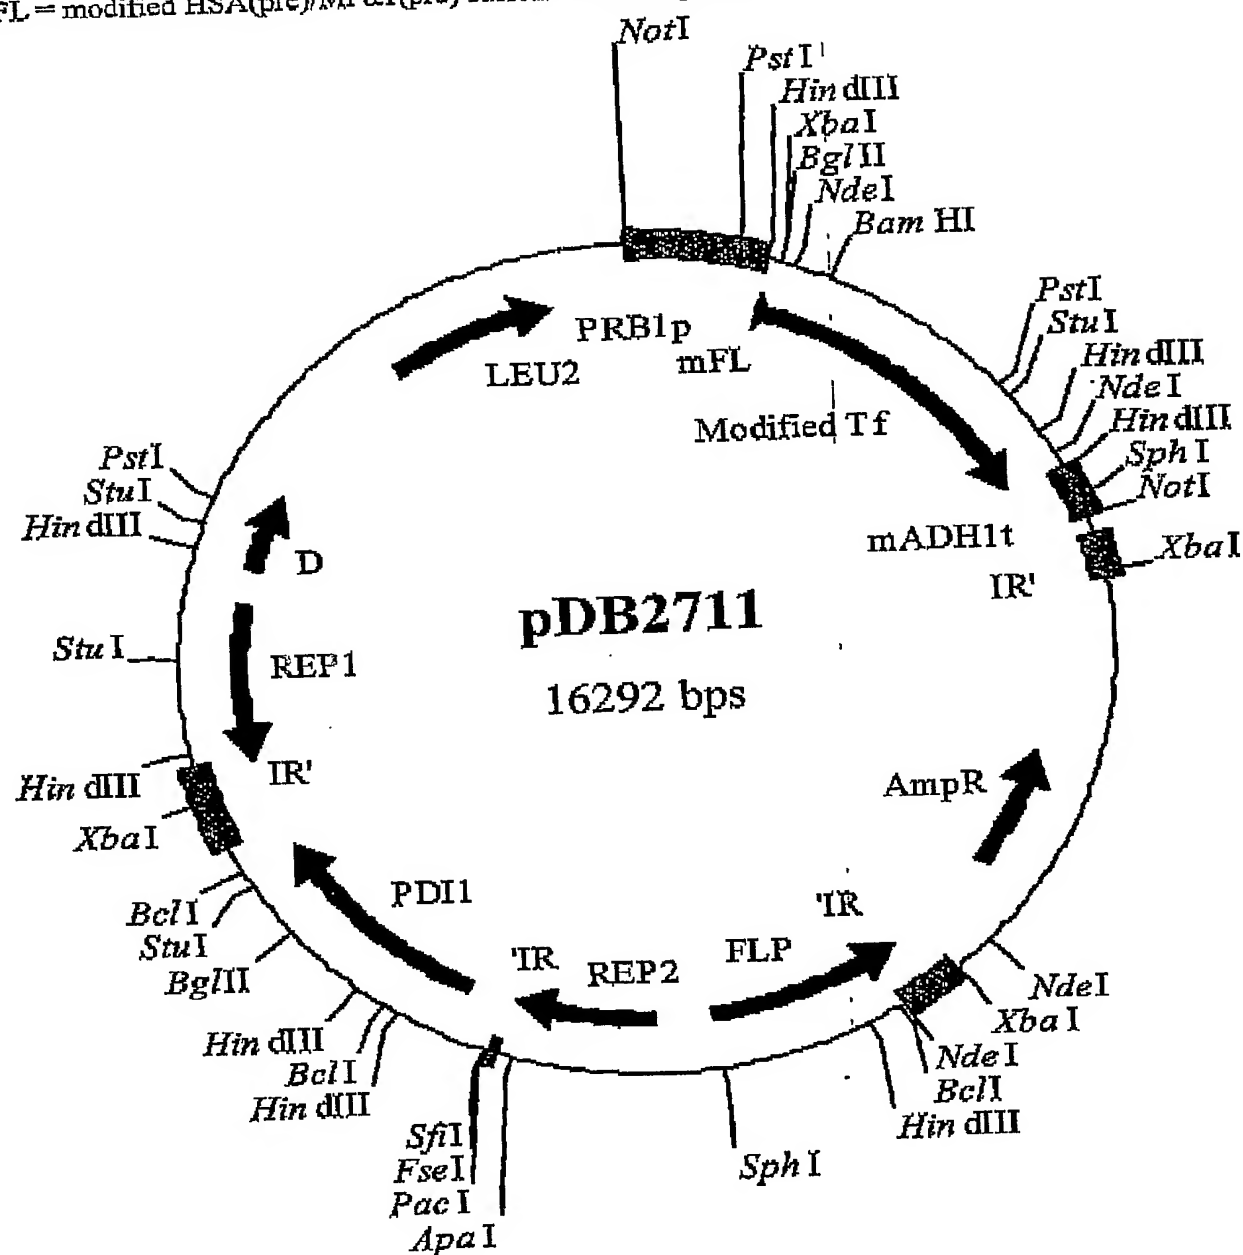 FL = modified HSA(pre)/MFα1(pro)
NotI
PstI
HindIII
XbaI
BglII
NdeI
BamHI
PstI
StuI
HindIII
NdeI
HindIII
SphI
NotI
XbaI
PRB1p
mFL
LEU2
Modified Tf
mADH1t
IR'
PstI
StuI
HindIII
D
StuI
REP1
pDB2711
16292 bps
HindIII
IR'
XbaI
AmpR
BclI
StuI
BglII
PDI1
'IR
'IR
REP2
FLP
NdeI
XbaI
NdeI
BclI
HindIII
HindIII
BclI
HindIII
SfiI
FseI
PacI
ApaI
SphI